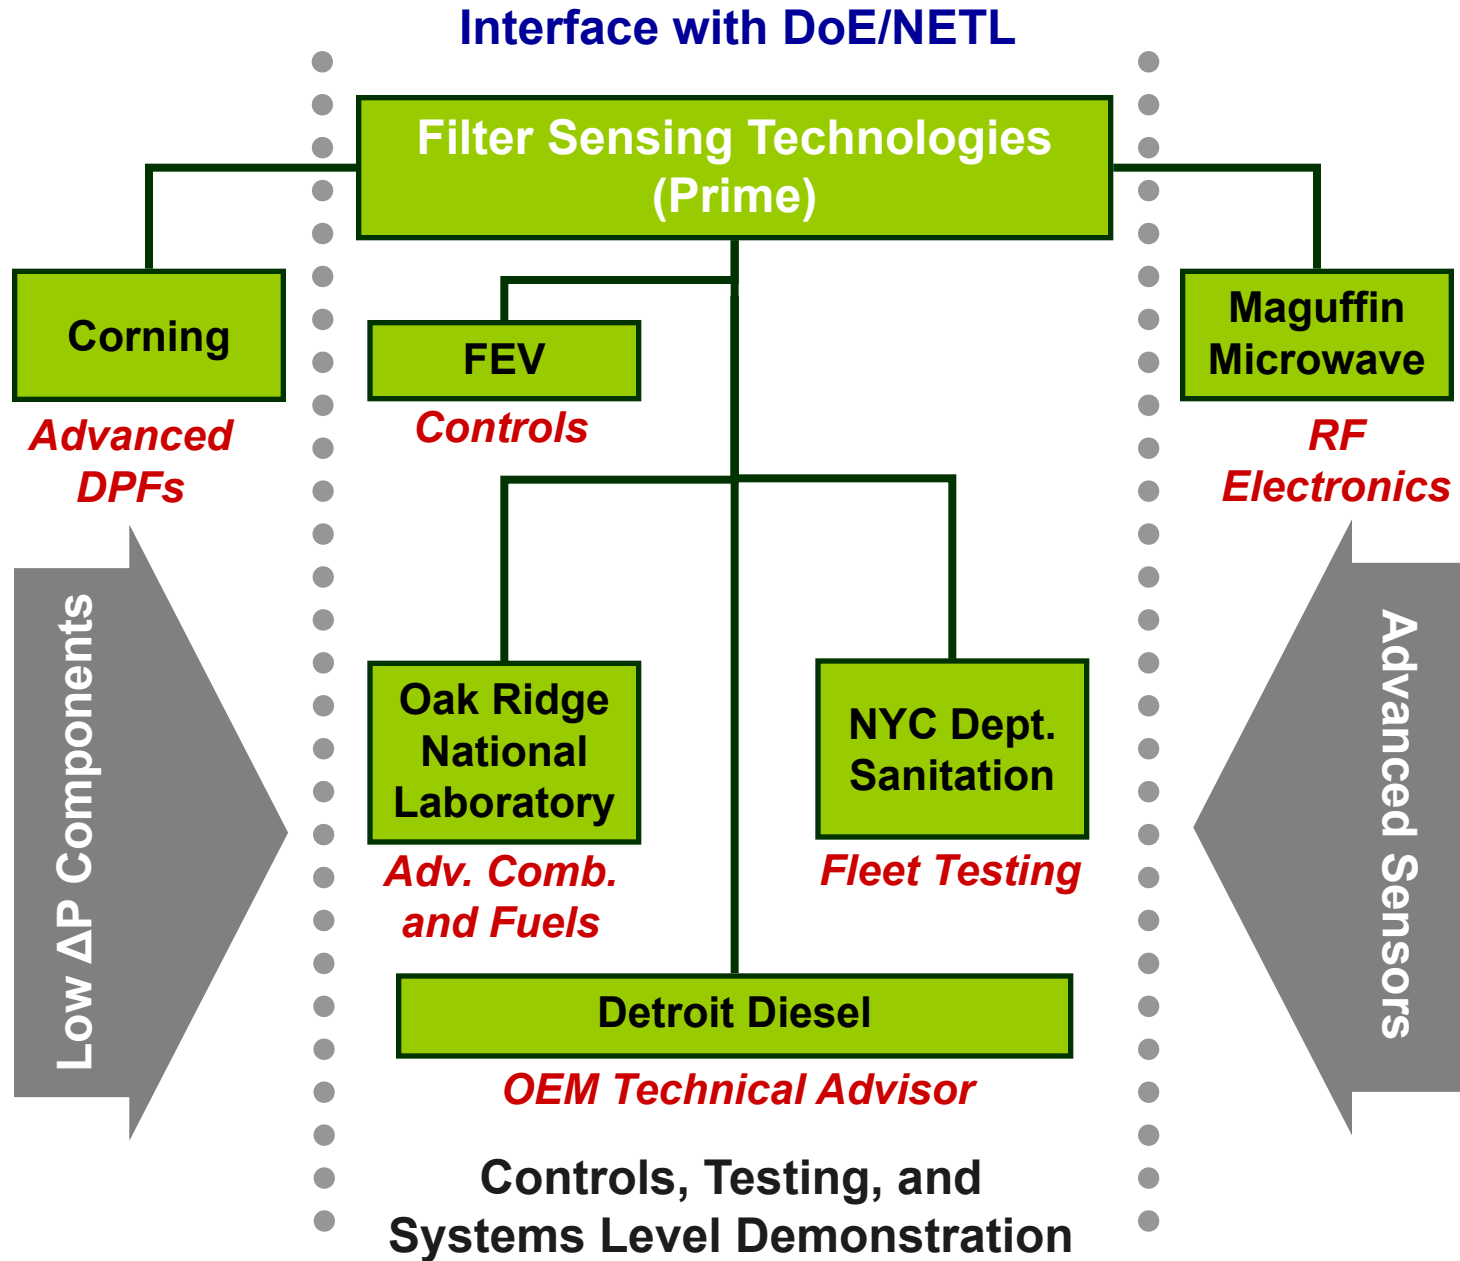 Interface with DoE/NETL
Filter Sensing Technologies
(Prime)
Corning
Advanced
DPFs
FEV
Controls
Maguffin
Microwave
RF
Electronics
Low ΔP Components
Advanced Sensors
Oak Ridge
National
Laboratory
Adv. Comb.
and Fuels
NYC Dept.
Sanitation
Fleet Testing
Detroit Diesel
OEM Technical Advisor
Controls, Testing, and
Systems Level Demonstration